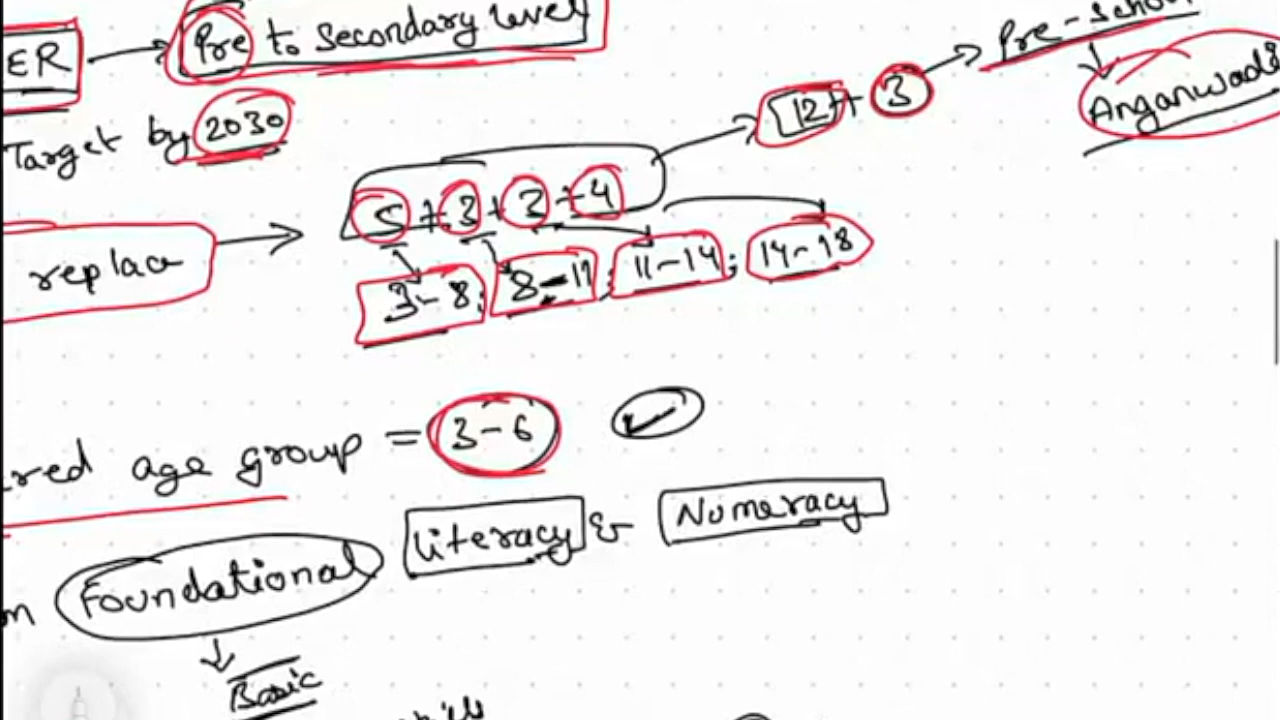 ER → Pre to secondary level
Target by 2030
12 + 3 → Pre-school
Anganwadi
replace → 5 + 3 + 3 + 4
3-8; 8-11; 11-14; 14-18
age group = 3-6
Foundational Literacy & Numeracy
Basic